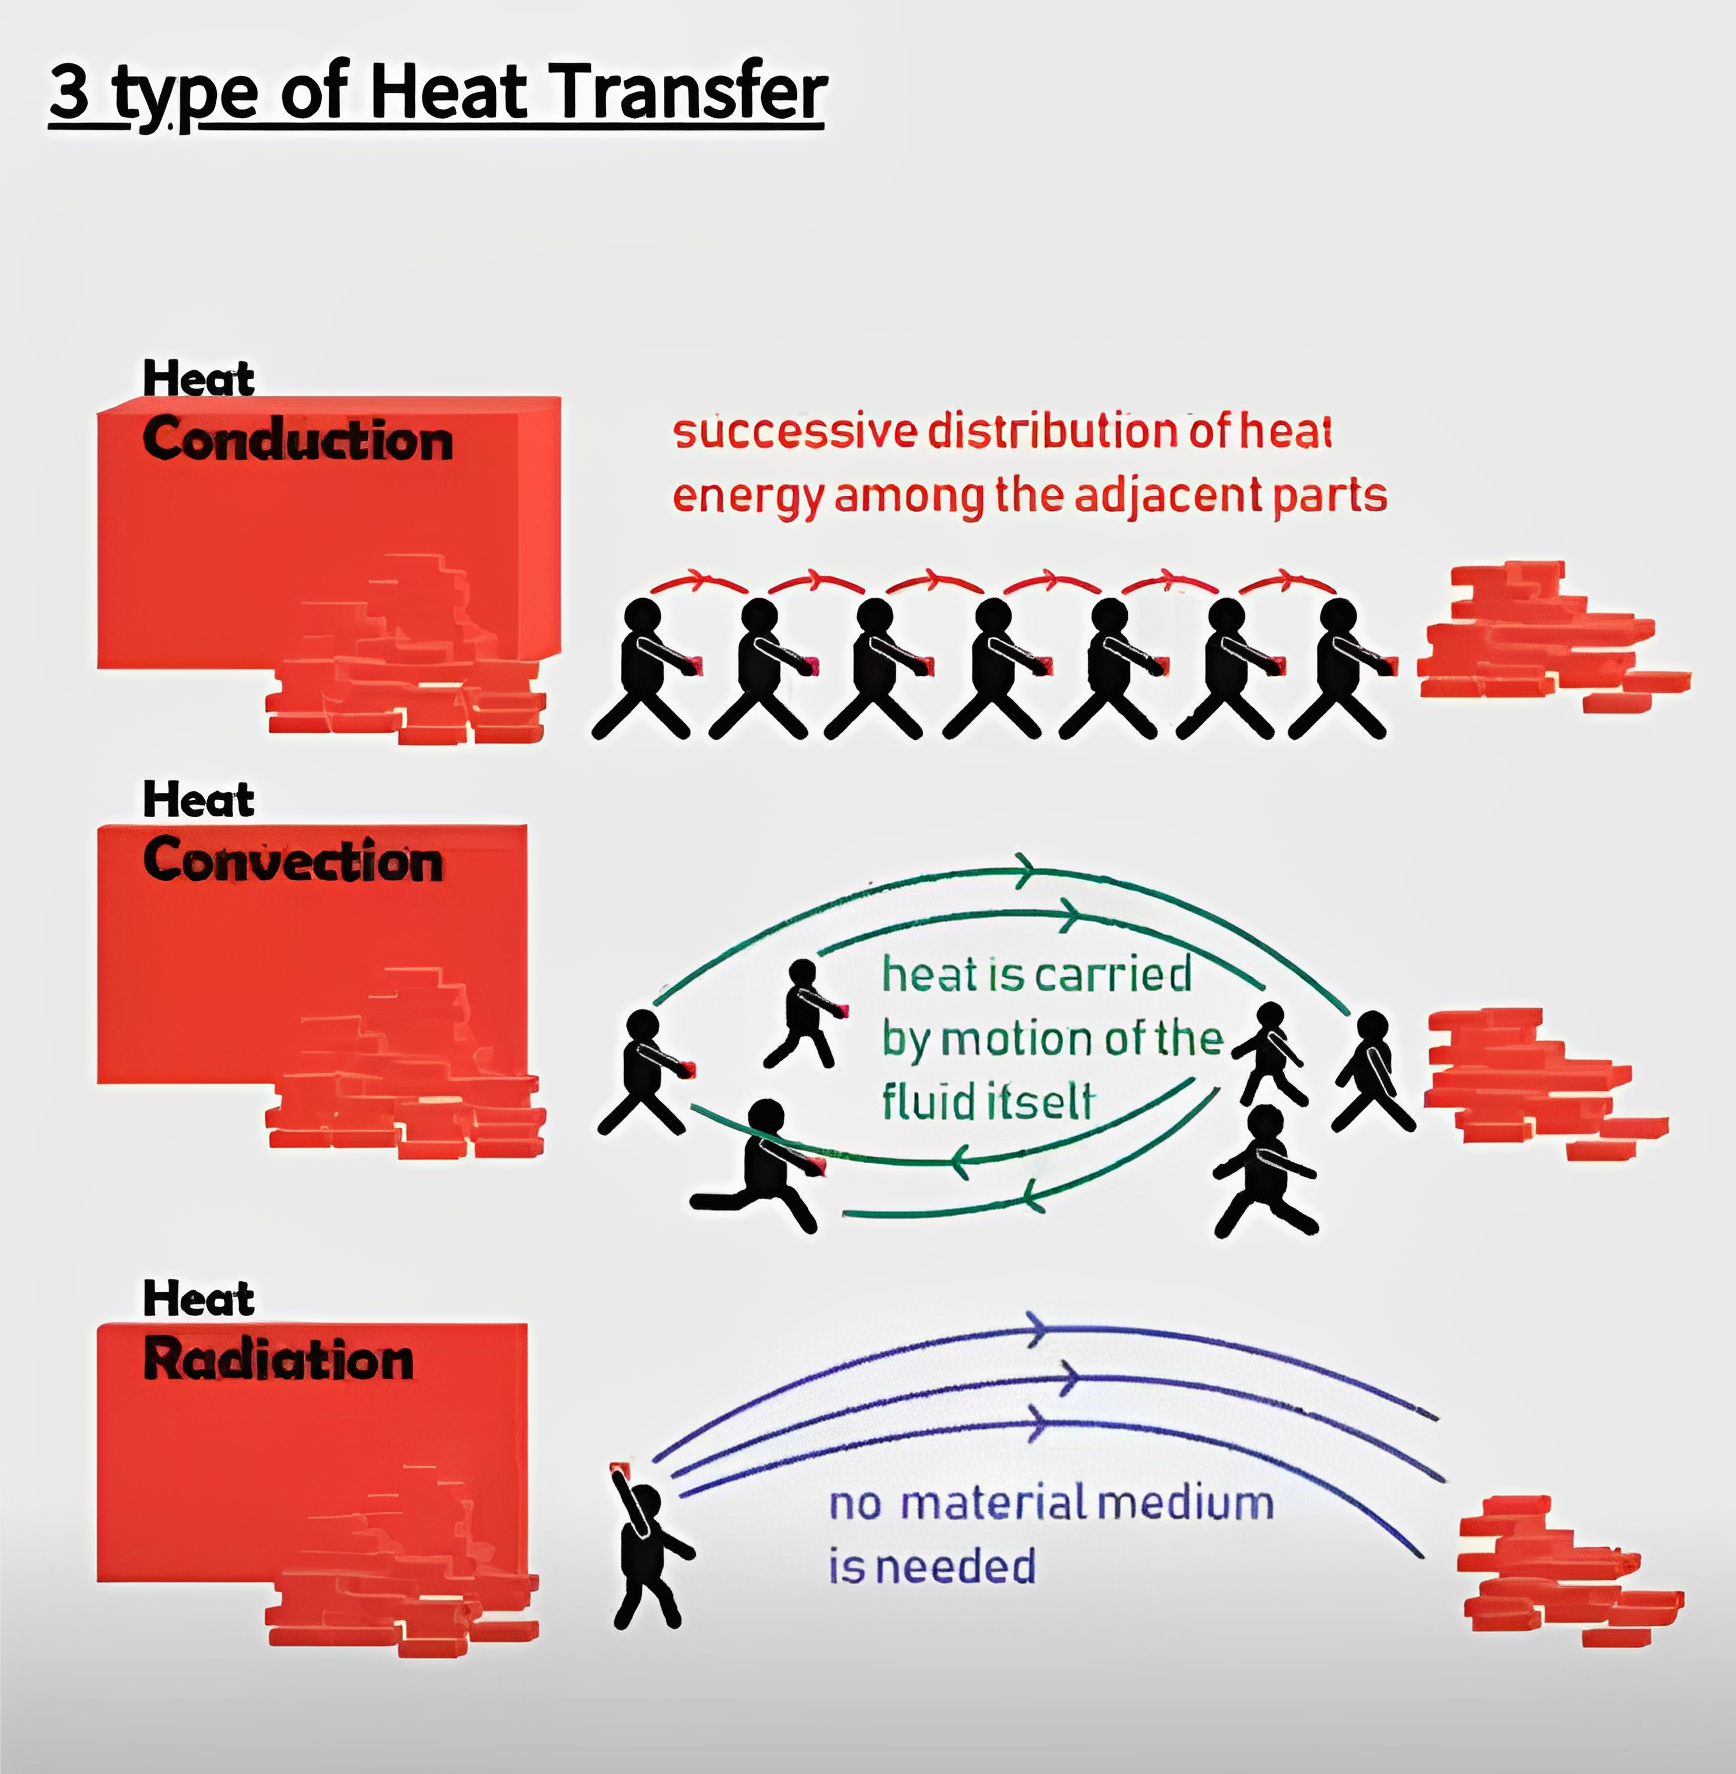 3 type of Heat Transfer
Heat
Conduction
successive distribution of heat
energy among the adjacent parts
Heat
Convection
heat is carried
by motion of the
fluid itself
Heat
Radiation
no material medium
is needed